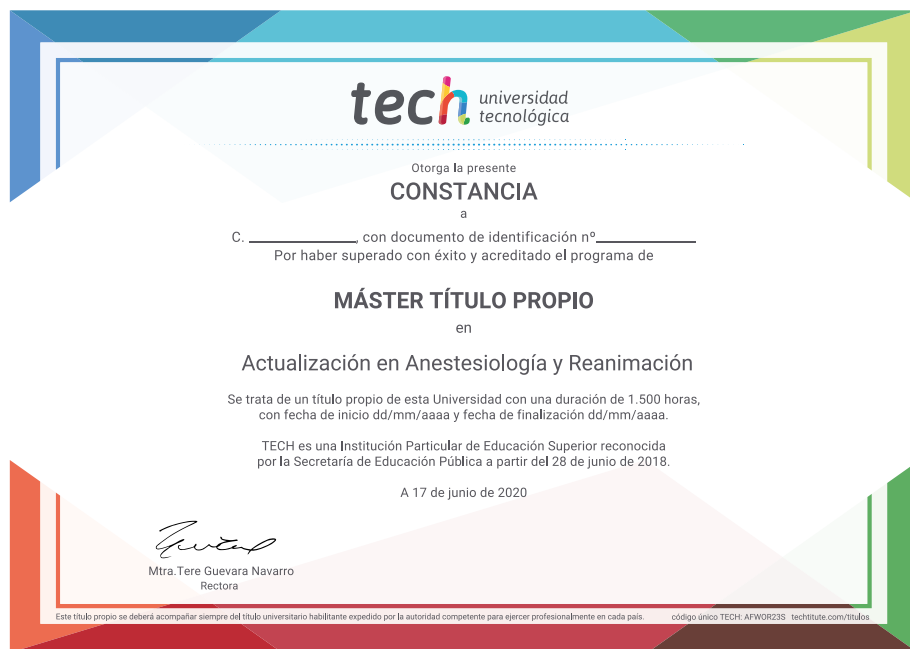 tech universidad
tecnológica
Otorga la presente
CONSTANCIA
a
C. ____________, con documento de identificación nº____________
Por haber superado con éxito y acreditado el programa de
MÁSTER TÍTULO PROPIO
en
Actualización en Anestesiología y Reanimación
Se trata de un título propio de esta Universidad con una duración de 1.500 horas,
con fecha de inicio dd/mm/aaaa y fecha de finalización dd/mm/aaaa.
TECH es una Institución Particular de Educación Superior reconocida
por la Secretaría de Educación Pública a partir del 28 de junio de 2018.
A 17 de junio de 2020
Mtra.Tere Guevara Navarro
Rectora
Este título propio se deberá acompañar siempre del título universitario habilitante expedido por la autoridad competente para ejercer profesionalmente en cada país. código único TECH: AFWOR23S techtitute.com/titulos